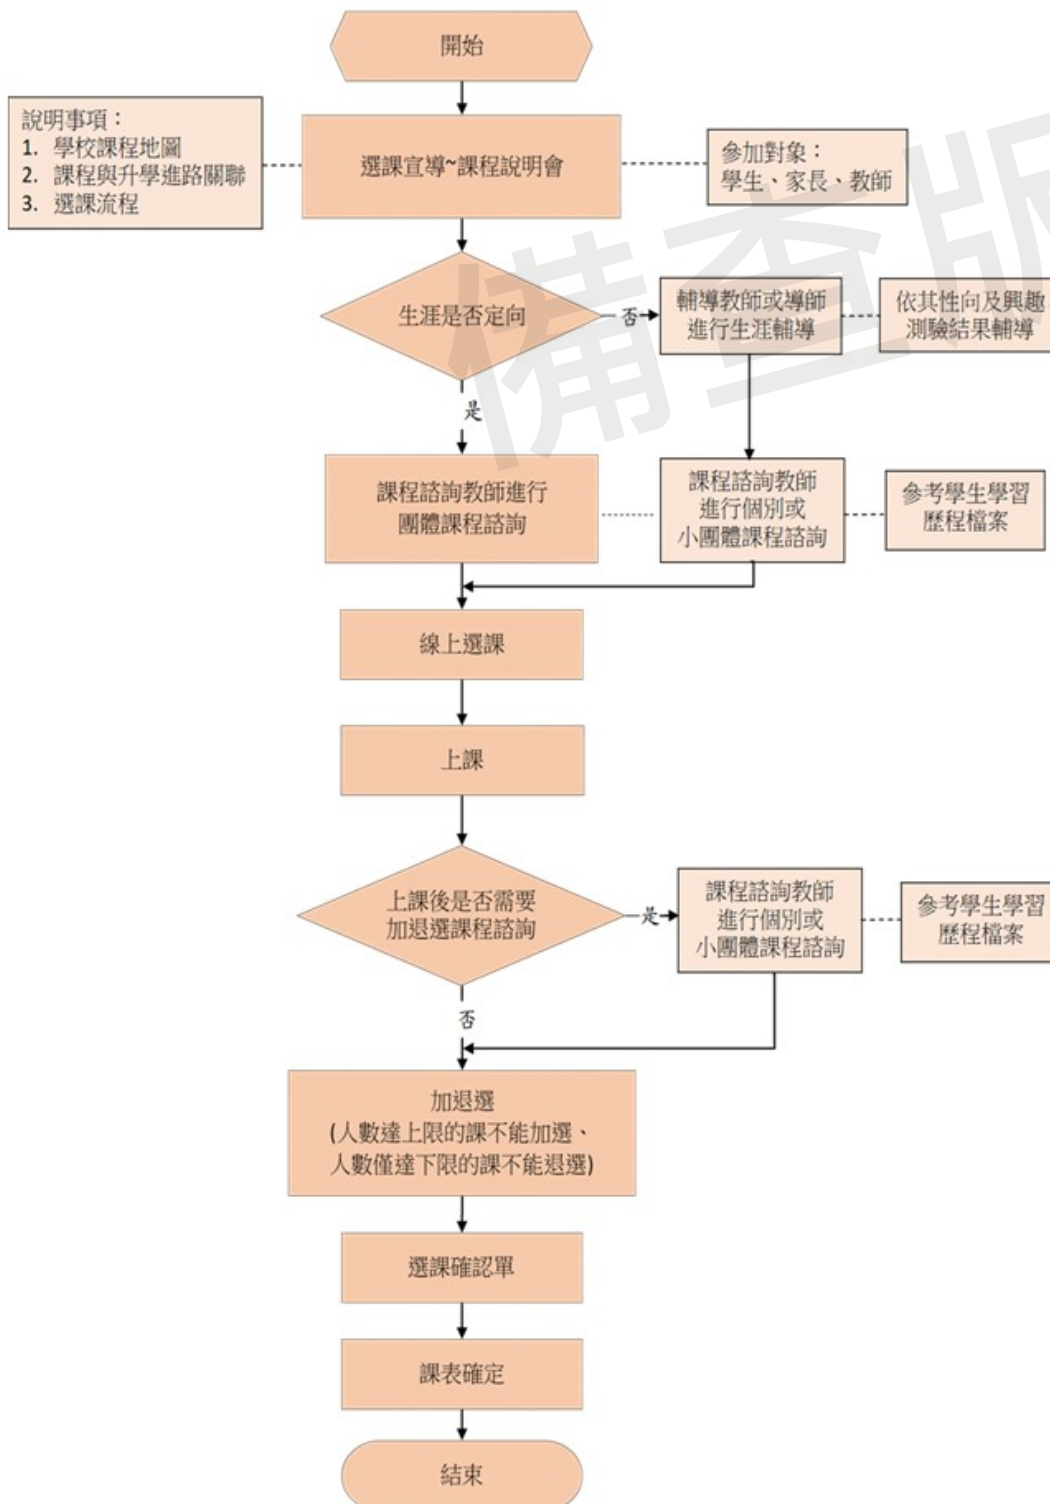 開始
說明事項：
1. 學校課程地圖
2. 課程與升學進路關聯
3. 選課流程
選課宣導~課程說明會
參加對象：
學生、家長、教師
備查版
生涯是否定向
否
輔導教師或導師
進行生涯輔導
依其性向及興趣
測驗結果輔導
是
課程諮詢教師進行
團體課程諮詢
課程諮詢教師
進行個別或
小團體課程諮詢
參考學生學習
歷程檔案
線上選課
上課
上課後是否需要
加退選課程諮詢
是
課程諮詢教師
進行個別或
小團體課程諮詢
參考學生學習
歷程檔案
否
加退選
(人數達上限的課不能加選、
人數僅達下限的課不能退選)
選課確認單
課表確定
結束